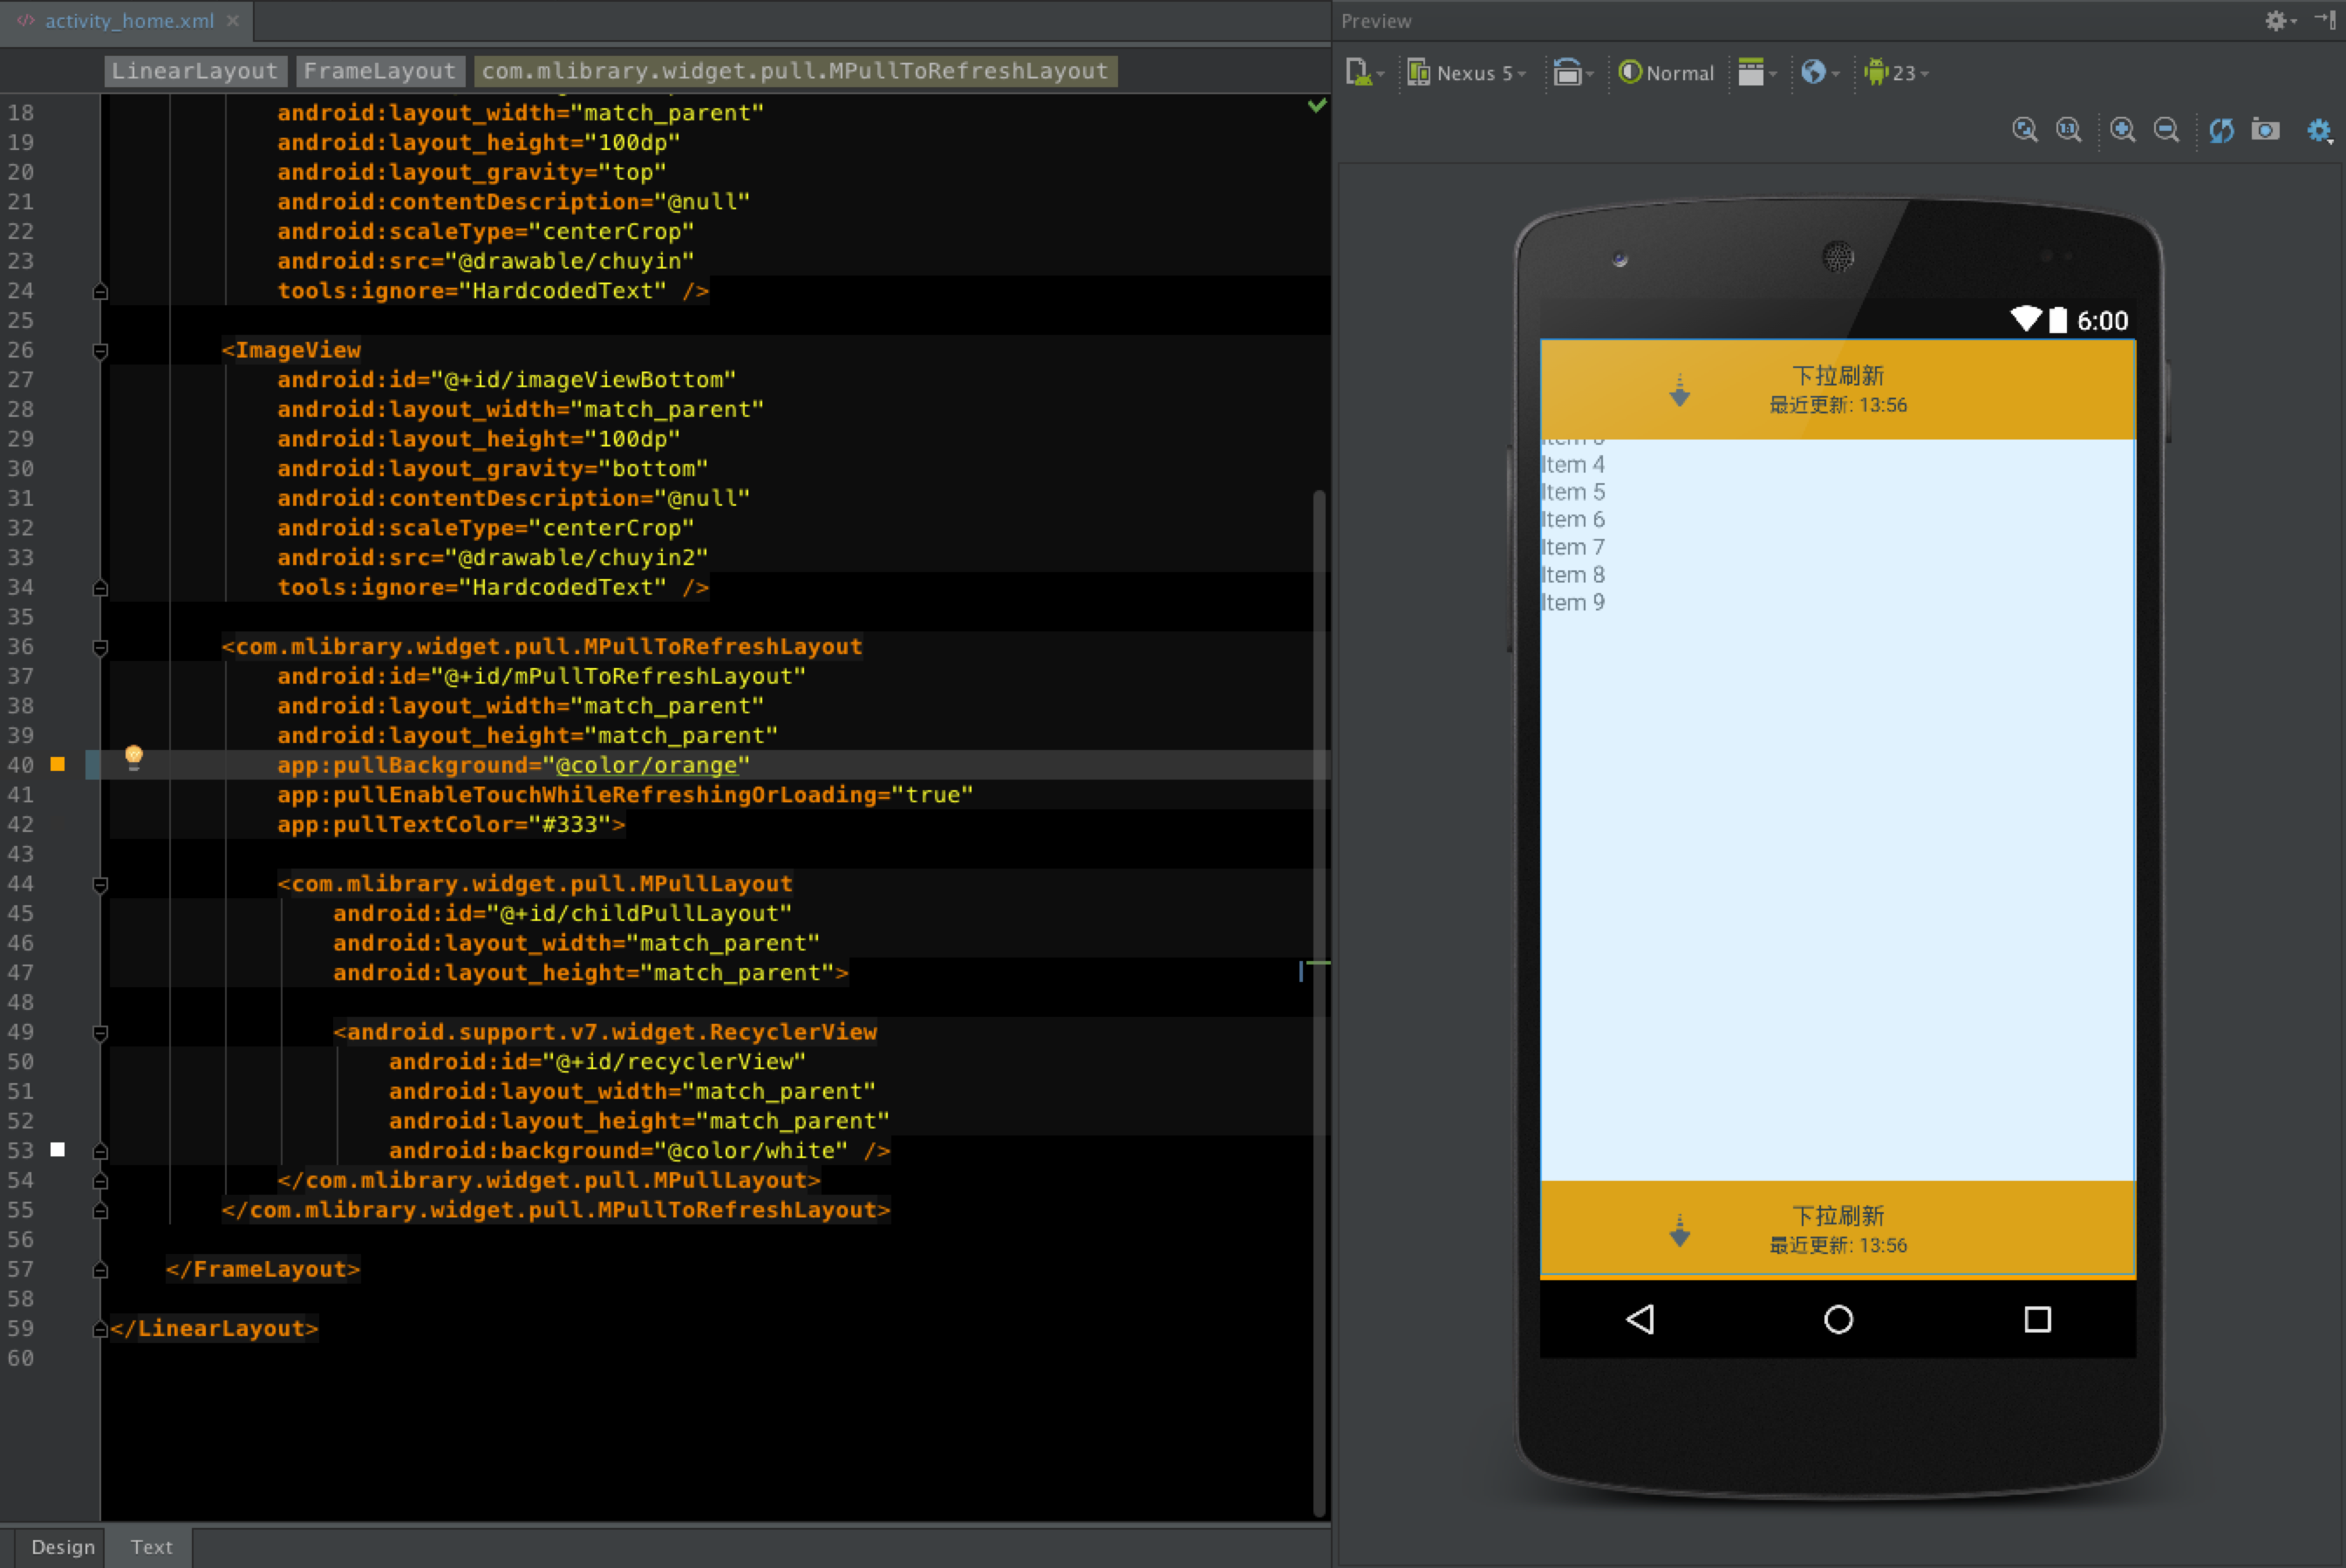 activity_home.xml
LinearLayout FrameLayout com.mlibrary.widget.pull.MPullToRefreshLayout
18 android:layout_width="match_parent"
19 android:layout_height="100dp"
20 android:layout_gravity="top"
21 android:contentDescription="@null"
22 android:scaleType="centerCrop"
23 android:src="@drawable/chuyin"
24 tools:ignore="HardcodedText" />
25
26 <ImageView
27 android:id="@+id/imageViewBottom"
28 android:layout_width="match_parent"
29 android:layout_height="100dp"
30 android:layout_gravity="bottom"
31 android:contentDescription="@null"
32 android:scaleType="centerCrop"
33 android:src="@drawable/chuyin2"
34 tools:ignore="HardcodedText" />
35
36 <com.mlibrary.widget.pull.MPullToRefreshLayout
37 android:id="@+id/mPullToRefreshLayout"
38 android:layout_width="match_parent"
39 android:layout_height="match_parent"
40 app:pullBackground="@color/orange"
41 app:pullEnableTouchWhileRefreshingOrLoading="true"
42 app:pullTextColor="#333">
43
44 <com.mlibrary.widget.pull.MPullLayout
45 android:id="@+id/childPullLayout"
46 android:layout_width="match_parent"
47 android:layout_height="match_parent">
48
49 <android.support.v7.widget.RecyclerView
50 android:id="@+id/recyclerView"
51 android:layout_width="match_parent"
52 android:layout_height="match_parent"
53 android:background="@color/white" />
54 </com.mlibrary.widget.pull.MPullLayout>
55 </com.mlibrary.widget.pull.MPullToRefreshLayout>
56
57 </FrameLayout>
58
59 </LinearLayout>
60
Design Text
Preview
Nexus 5 Normal 23
6:00
下拉刷新
最近更新: 13:56
Item 4
Item 5
Item 6
Item 7
Item 8
Item 9
下拉刷新
最近更新: 13:56